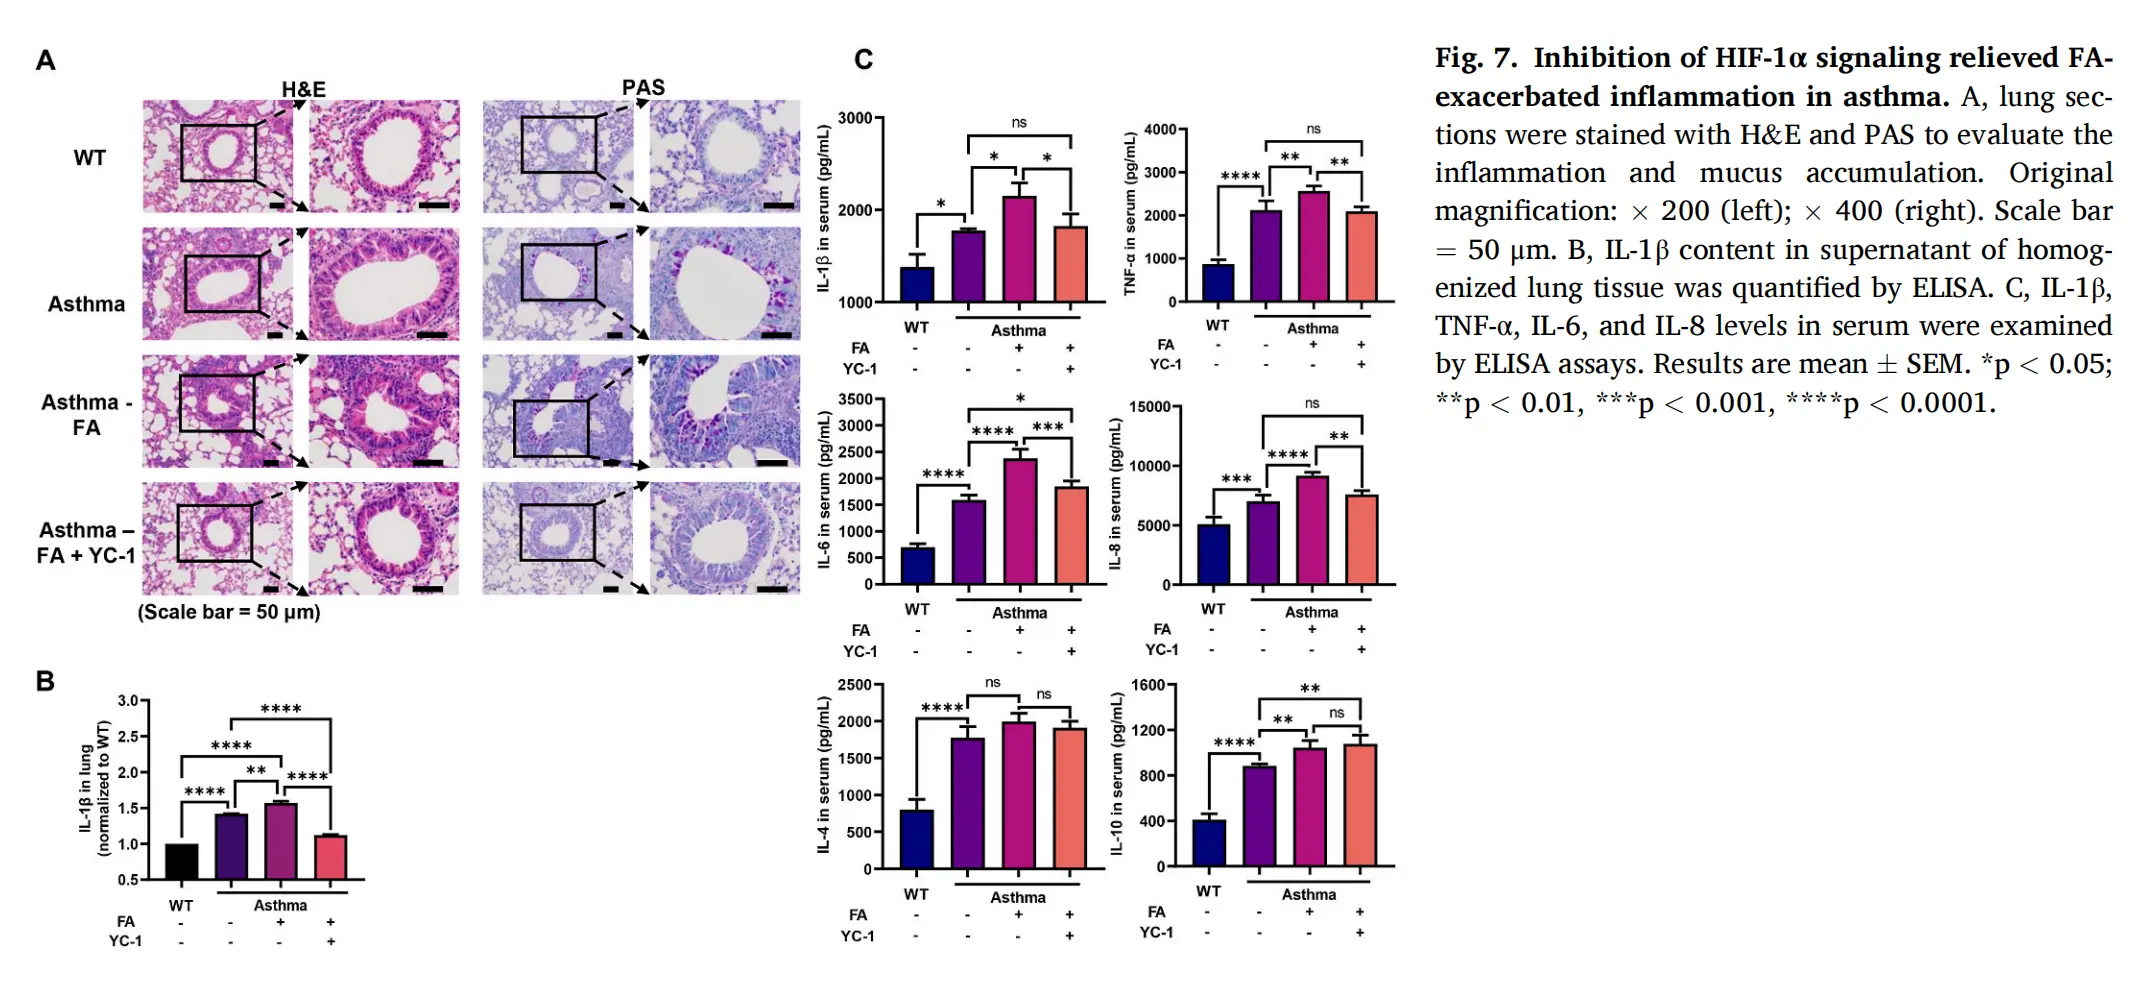 A
H&E
PAS
WT
Asthma
Asthma -
FA
Asthma –
FA + YC-1
(Scale bar = 50 μm)
B
IL-1β in lung
(normalized to WT)
3.0
2.5
2.0
1.5
1.0
0.5
****
****
**
****
****
WT
Asthma
FA - - + +
YC-1 - - - +
C
IL-1β in serum (pg/mL)
3000
2000
1000
ns
*
*
*
WT
Asthma
FA - - + +
YC-1 - - - +
TNF-α in serum (pg/mL)
4000
3000
2000
1000
0
ns
**
**
****
WT
Asthma
FA - - + +
YC-1 - - - +
IL-6 in serum (pg/mL)
3500
3000
2500
2000
1500
1000
500
0
*
****
***
****
WT
Asthma
FA - - + +
YC-1 - - - +
IL-8 in serum (pg/mL)
15000
10000
5000
0
ns
**
****
***
WT
Asthma
FA - - + +
YC-1 - - - +
IL-4 in serum (pg/mL)
2500
2000
1500
1000
500
0
ns
ns
****
WT
Asthma
FA - - + +
YC-1 - - - +
IL-10 in serum (pg/mL)
1600
1200
800
400
0
**
**
ns
****
WT
Asthma
FA - - + +
YC-1 - - - +
Fig. 7. Inhibition of HIF-1α signaling relieved FA-
exacerbated inflammation in asthma. A, lung sec-
tions were stained with H&E and PAS to evaluate the
inflammation and mucus accumulation. Original
magnification: × 200 (left); × 400 (right). Scale bar
= 50 μm. B, IL-1β content in supernatant of homog-
enized lung tissue was quantified by ELISA. C, IL-1β,
TNF-α, IL-6, and IL-8 levels in serum were examined
by ELISA assays. Results are mean ± SEM. *p < 0.05;
**p < 0.01, ***p < 0.001, ****p < 0.0001.